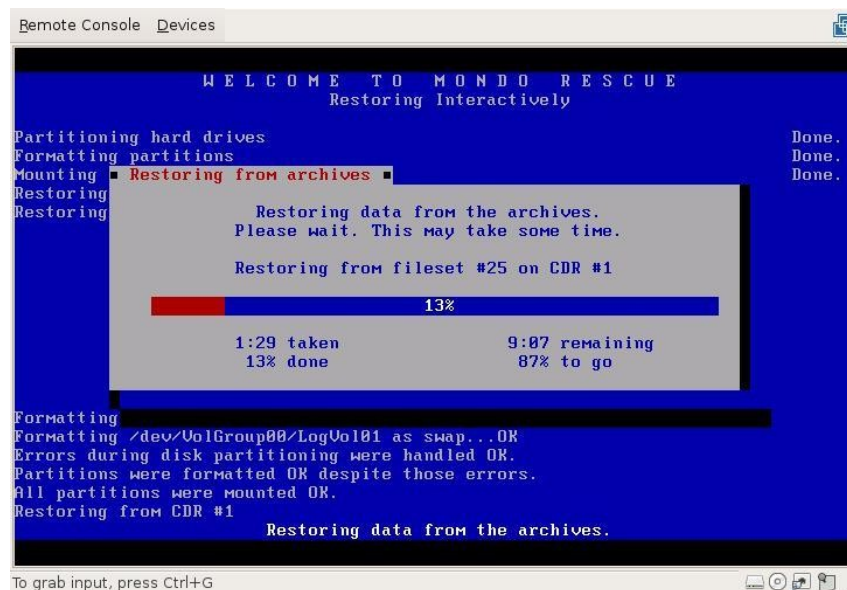 Remote Console Devices
WELCOME TO MONDO RESCUE
Restoring Interactively
Partitioning hard drives Done.
Formatting partitions Done.
Mounting Done.
Restoring
Restoring
Restoring from archives
Restoring data from the archives.
Please wait. This may take some time.
Restoring from fileset #25 on CDR #1
13%
1:29 taken 9:07 remaining
13% done 87% to go
Formatting
Formatting /dev/VolGroup00/LogVol01 as swap...OK
Errors during disk partitioning were handled OK.
Partitions were formatted OK despite those errors.
All partitions were mounted OK.
Restoring from CDR #1
Restoring data from the archives.
To grab input, press Ctrl+G